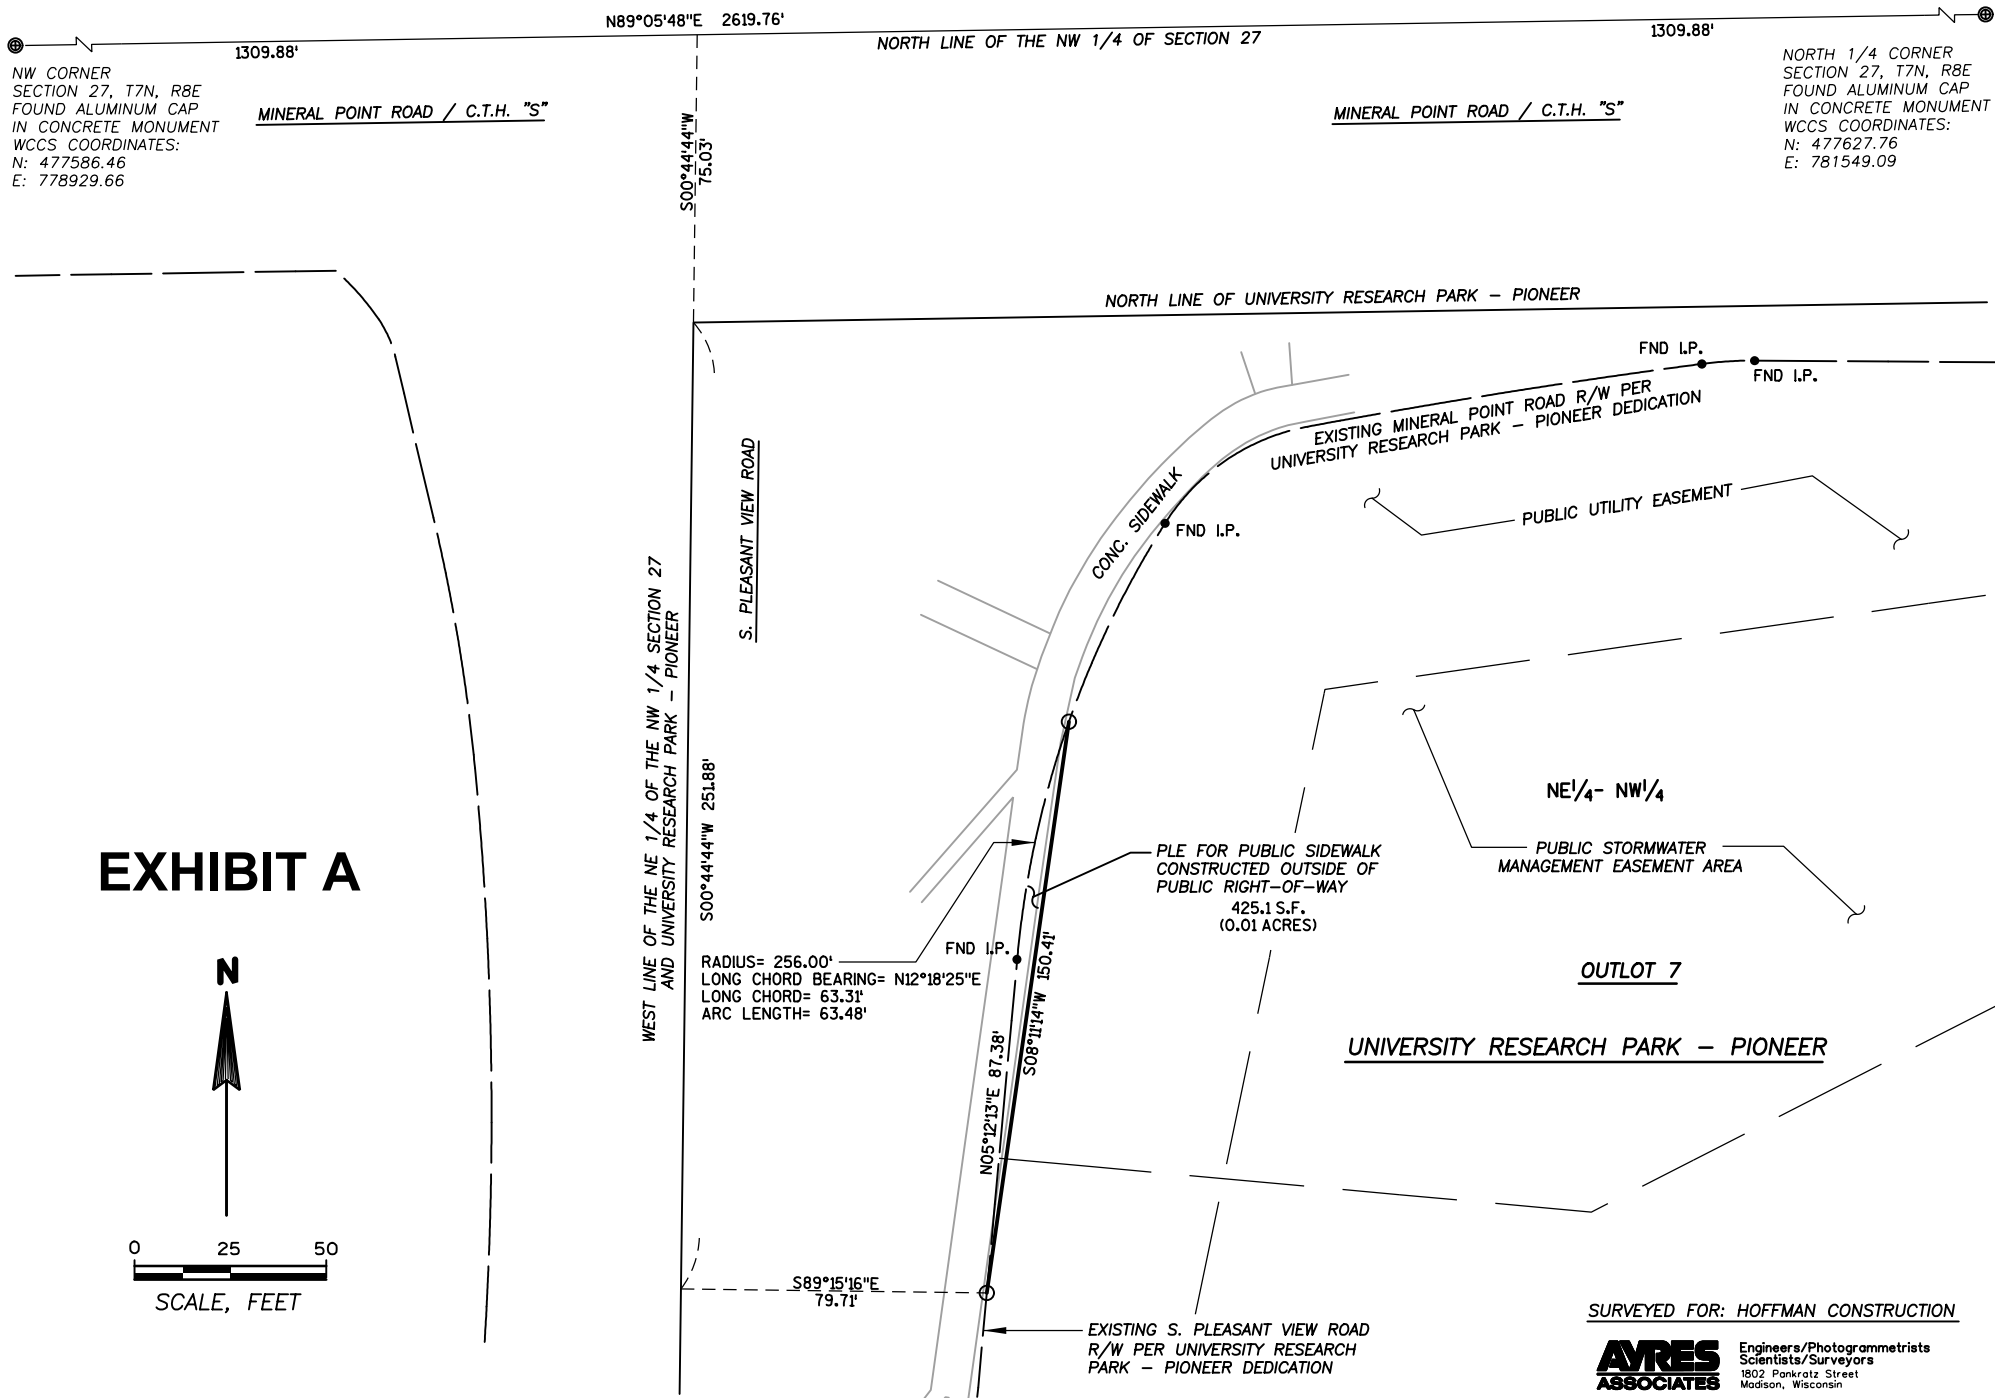 N89°05'48"E 2619.76'
1309.88'
NORTH LINE OF THE NW 1/4 OF SECTION 27
1309.88'
NW CORNER
SECTION 27, T7N, R8E
FOUND ALUMINUM CAP
IN CONCRETE MONUMENT
WCCS COORDINATES:
N: 477586.46
E: 778929.66
MINERAL POINT ROAD / C.T.H. "S"
S00°44'44"W
75.03'
MINERAL POINT ROAD / C.T.H. "S"
NORTH 1/4 CORNER
SECTION 27, T7N, R8E
FOUND ALUMINUM CAP
IN CONCRETE MONUMENT
WCCS COORDINATES:
N: 477627.76
E: 781549.09
NORTH LINE OF UNIVERSITY RESEARCH PARK - PIONEER
FND I.P.
FND I.P.
EXISTING MINERAL POINT ROAD R/W PER
UNIVERSITY RESEARCH PARK - PIONEER DEDICATION
S. PLEASANT VIEW ROAD
CONC. SIDEWALK
FND I.P.
PUBLIC UTILITY EASEMENT
WEST LINE OF THE NE 1/4 OF THE NW 1/4 SECTION 27
AND UNIVERSITY RESEARCH PARK - PIONEER
S00°44'44"W 251.88'
NE1/4- NW1/4
PLE FOR PUBLIC SIDEWALK
CONSTRUCTED OUTSIDE OF
PUBLIC RIGHT-OF-WAY
425.1 S.F.
(0.01 ACRES)
PUBLIC STORMWATER
MANAGEMENT EASEMENT AREA
EXHIBIT A
FND I.P.
RADIUS= 256.00'
LONG CHORD BEARING= N12°18'25"E
LONG CHORD= 63.31'
ARC LENGTH= 63.48'
S08°11'14"W 150.41'
N05°12'13"E 87.38'
OUTLOT 7
UNIVERSITY RESEARCH PARK - PIONEER
N
0 25 50
SCALE, FEET
S89°15'16"E
79.71'
EXISTING S. PLEASANT VIEW ROAD
R/W PER UNIVERSITY RESEARCH
PARK - PIONEER DEDICATION
SURVEYED FOR: HOFFMAN CONSTRUCTION
AYRES
ASSOCIATES
Engineers/Photogrammetrists
Scientists/Surveyors
1802 Pankratz Street
Madison, Wisconsin